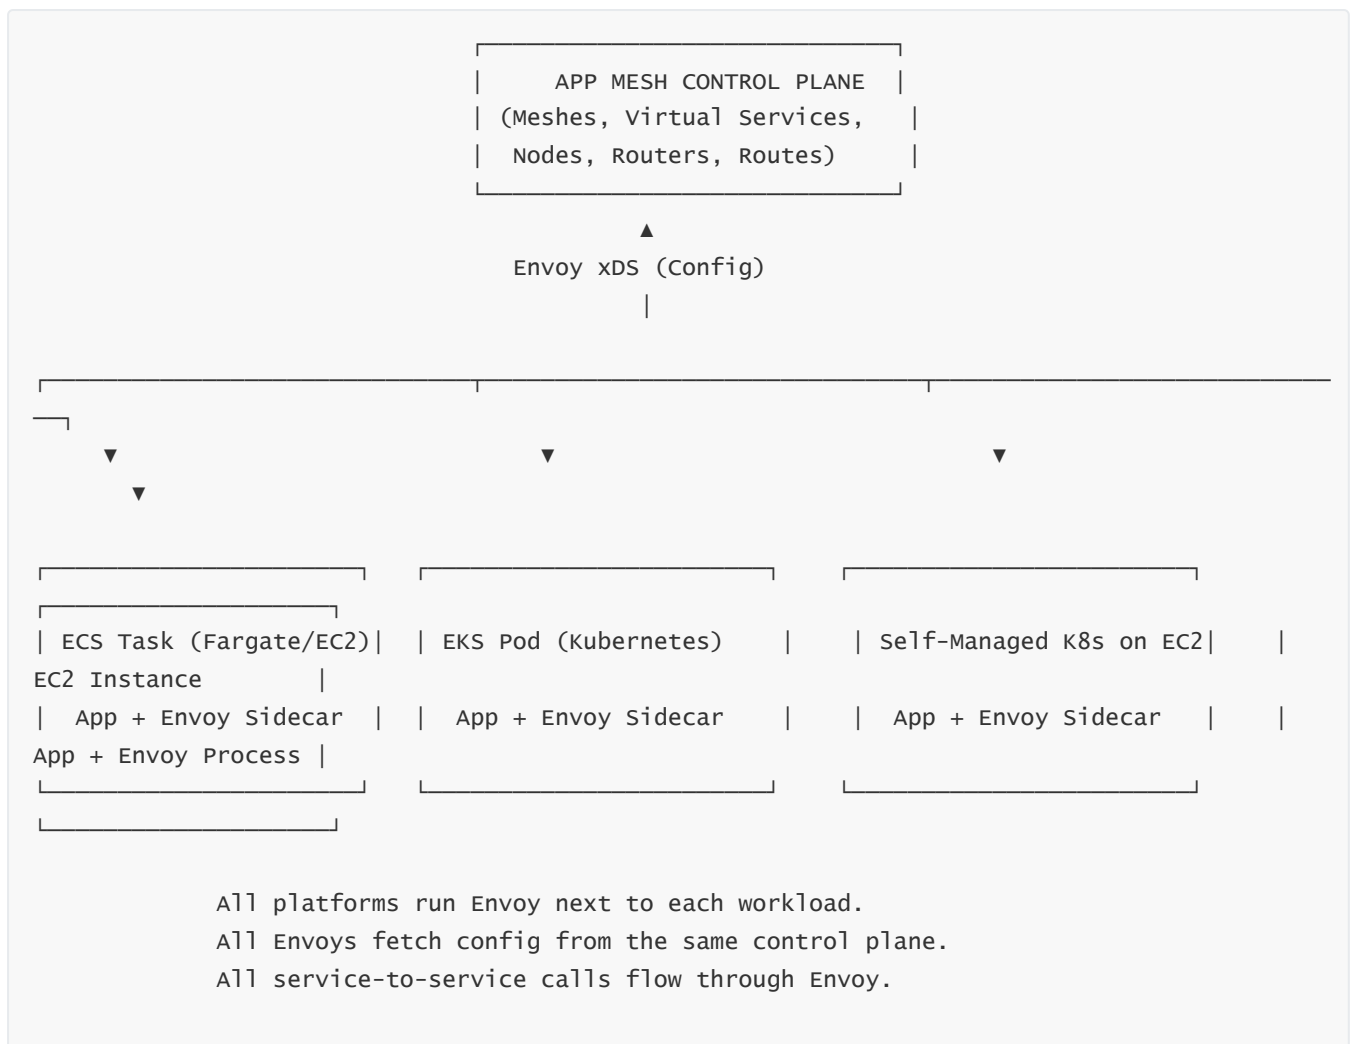 APP MESH CONTROL PLANE
(Meshes, Virtual Services,
Nodes, Routers, Routes)
Envoy xDS (Config)
| ECS Task (Fargate/EC2)|   | EKS Pod (Kubernetes)    |    | Self-Managed K8s on EC2|    |
EC2 Instance        |
|  App + Envoy Sidecar  |  |  App + Envoy Sidecar    |    |  App + Envoy Sidecar   |    |
App + Envoy Process |
All platforms run Envoy next to each workload.
All Envoys fetch config from the same control plane.
All service-to-service calls flow through Envoy.